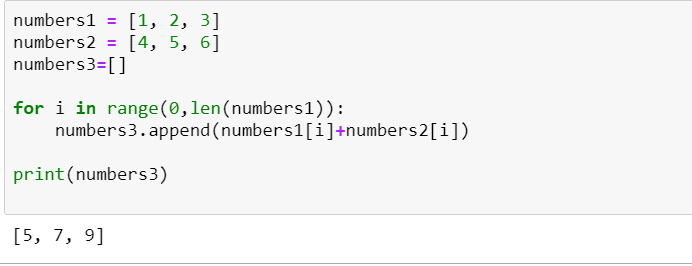 numbers1 = [1, 2, 3]
numbers2 = [4, 5, 6]
numbers3=[]
for i in range(0,len(numbers1)):
    numbers3.append(numbers1[i]+numbers2[i])
print(numbers3)
[5, 7, 9]